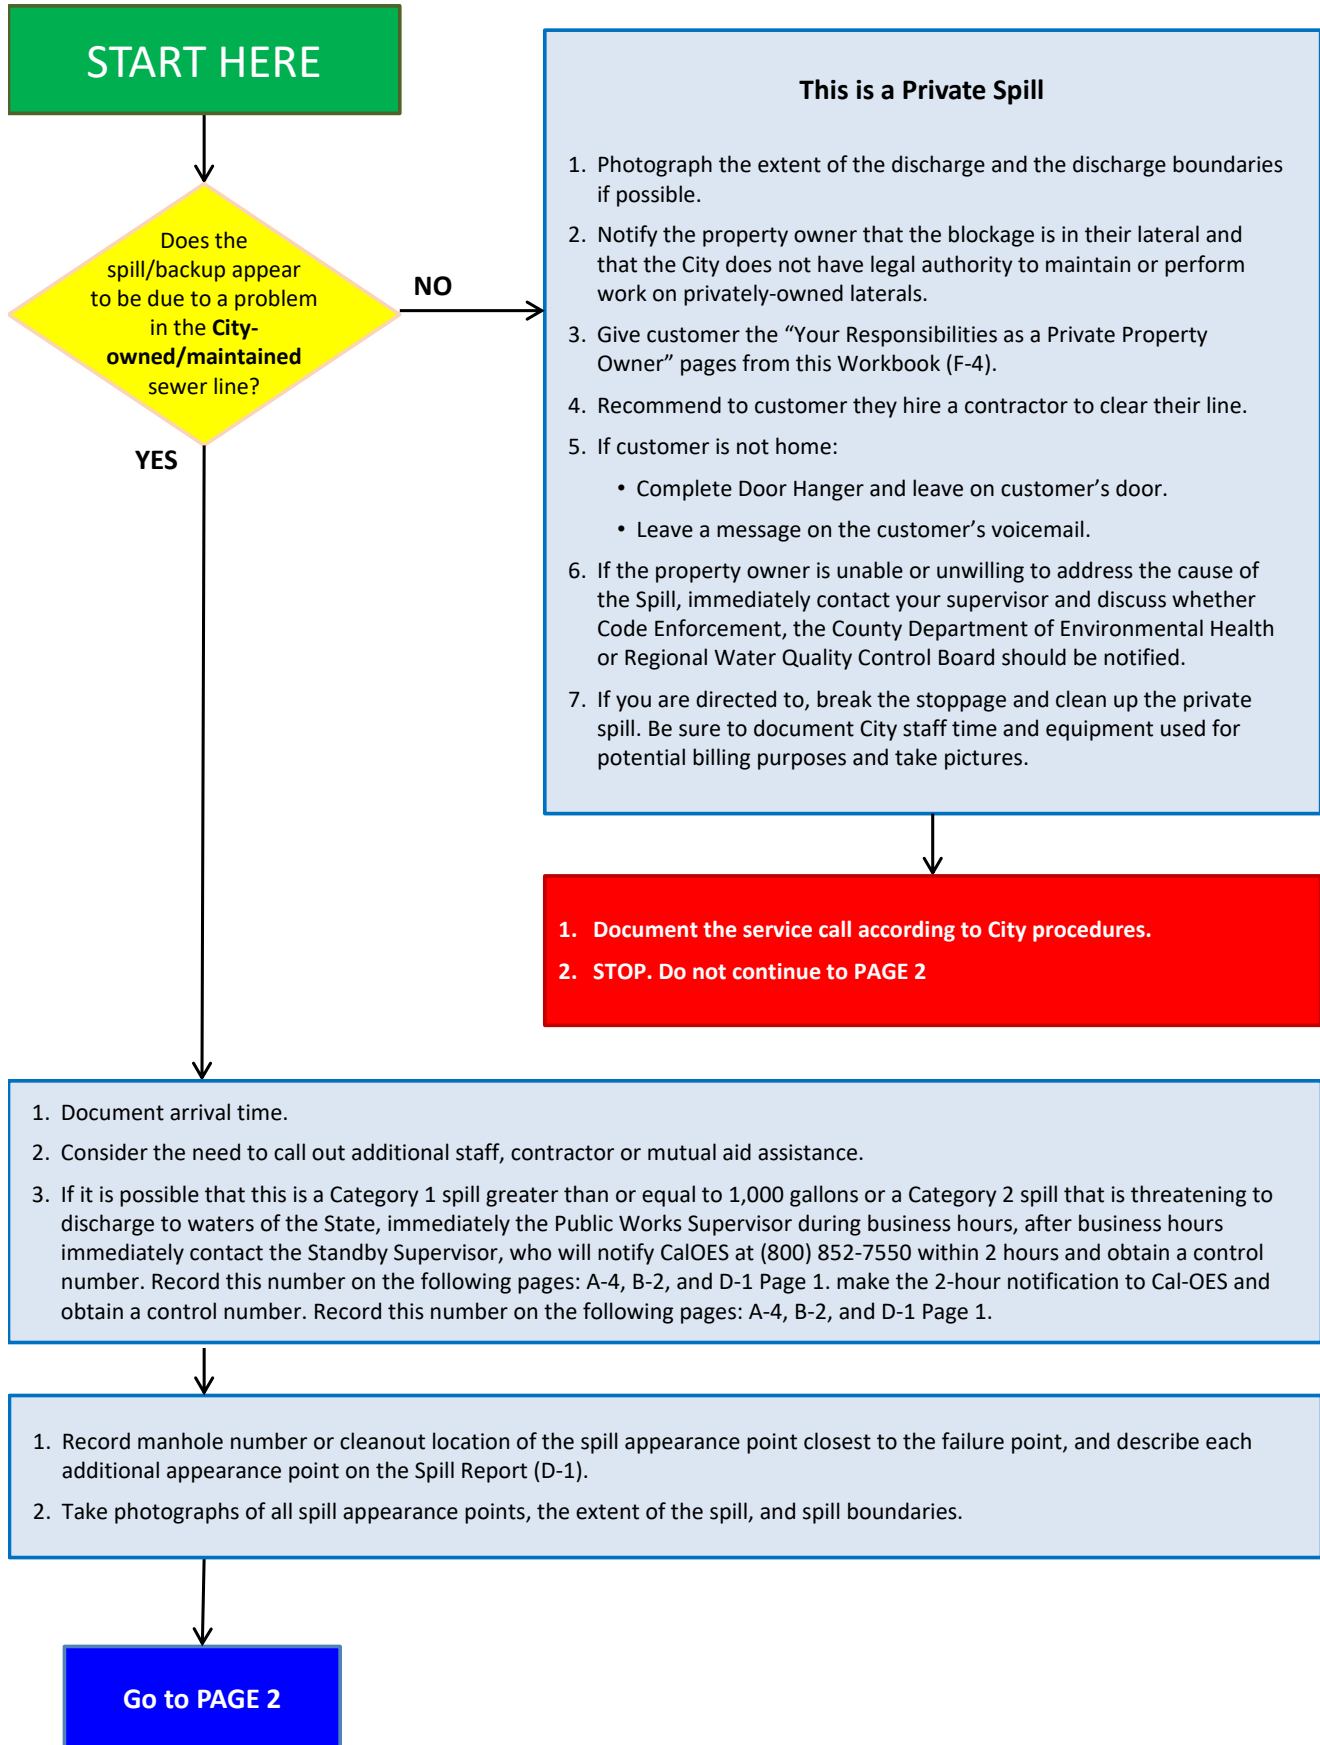 START HERE
Does the
spill/backup appear
to be due to a problem
in the City-
owned/maintained
sewer line?
NO
YES
This is a Private Spill
1. Photograph the extent of the discharge and the discharge boundaries
if possible.
2. Notify the property owner that the blockage is in their lateral and
that the City does not have legal authority to maintain or perform
work on privately-owned laterals.
3. Give customer the “Your Responsibilities as a Private Property
Owner” pages from this Workbook (F-4).
4. Recommend to customer they hire a contractor to clear their line.
5. If customer is not home:
• Complete Door Hanger and leave on customer’s door.
• Leave a message on the customer’s voicemail.
6. If the property owner is unable or unwilling to address the cause of
the Spill, immediately contact your supervisor and discuss whether
Code Enforcement, the County Department of Environmental Health
or Regional Water Quality Control Board should be notified.
7. If you are directed to, break the stoppage and clean up the private
spill. Be sure to document City staff time and equipment used for
potential billing purposes and take pictures.
1. Document the service call according to City procedures.
2. STOP. Do not continue to PAGE 2
1. Document arrival time.
2. Consider the need to call out additional staff, contractor or mutual aid assistance.
3. If it is possible that this is a Category 1 spill greater than or equal to 1,000 gallons or a Category 2 spill that is threatening to
discharge to waters of the State, immediately the Public Works Supervisor during business hours, after business hours
immediately contact the Standby Supervisor, who will notify CalOES at (800) 852-7550 within 2 hours and obtain a control
number. Record this number on the following pages: A-4, B-2, and D-1 Page 1. make the 2-hour notification to Cal-OES and
obtain a control number. Record this number on the following pages: A-4, B-2, and D-1 Page 1.
1. Record manhole number or cleanout location of the spill appearance point closest to the failure point, and describe each
additional appearance point on the Spill Report (D-1).
2. Take photographs of all spill appearance points, the extent of the spill, and spill boundaries.
Go to PAGE 2